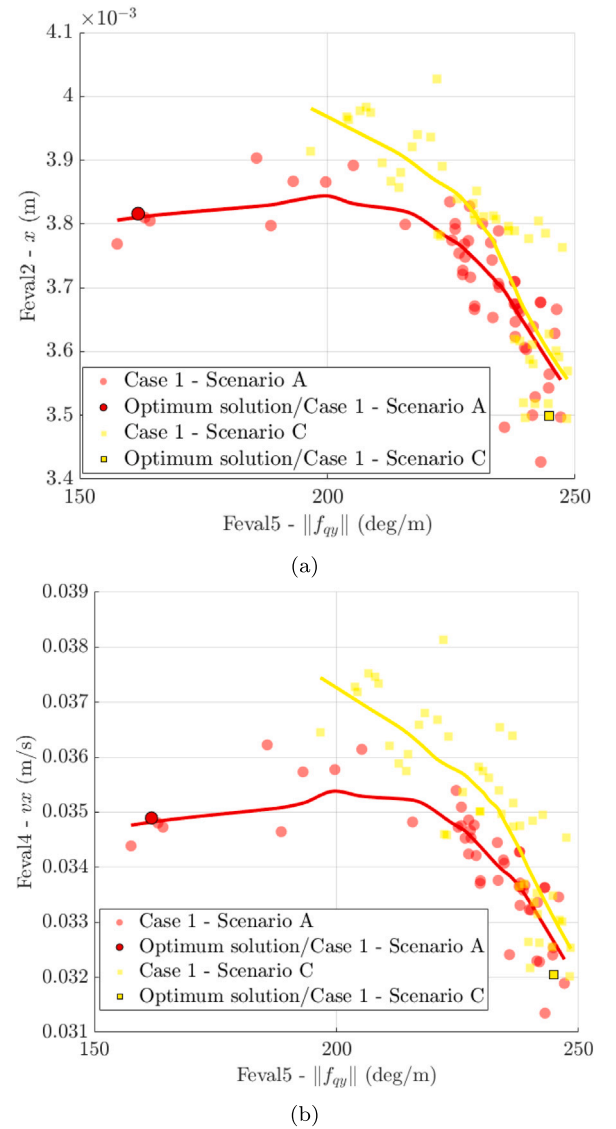 ×10⁻³
4.1
4
3.9
3.8
3.7
3.6
3.5
3.4
Feval2 - x (m)
Case 1 - Scenario A
Optimum solution/Case 1 - Scenario A
Case 1 - Scenario C
Optimum solution/Case 1 - Scenario C
150 200 250
Feval5 - ‖f_{qy}‖ (deg/m)
(a)
0.039
0.038
0.037
0.036
0.035
0.034
0.033
0.032
0.031
Feval4 - vx (m/s)
Case 1 - Scenario A
Optimum solution/Case 1 - Scenario A
Case 1 - Scenario C
Optimum solution/Case 1 - Scenario C
150 200 250
Feval5 - ‖f_{qy}‖ (deg/m)
(b)